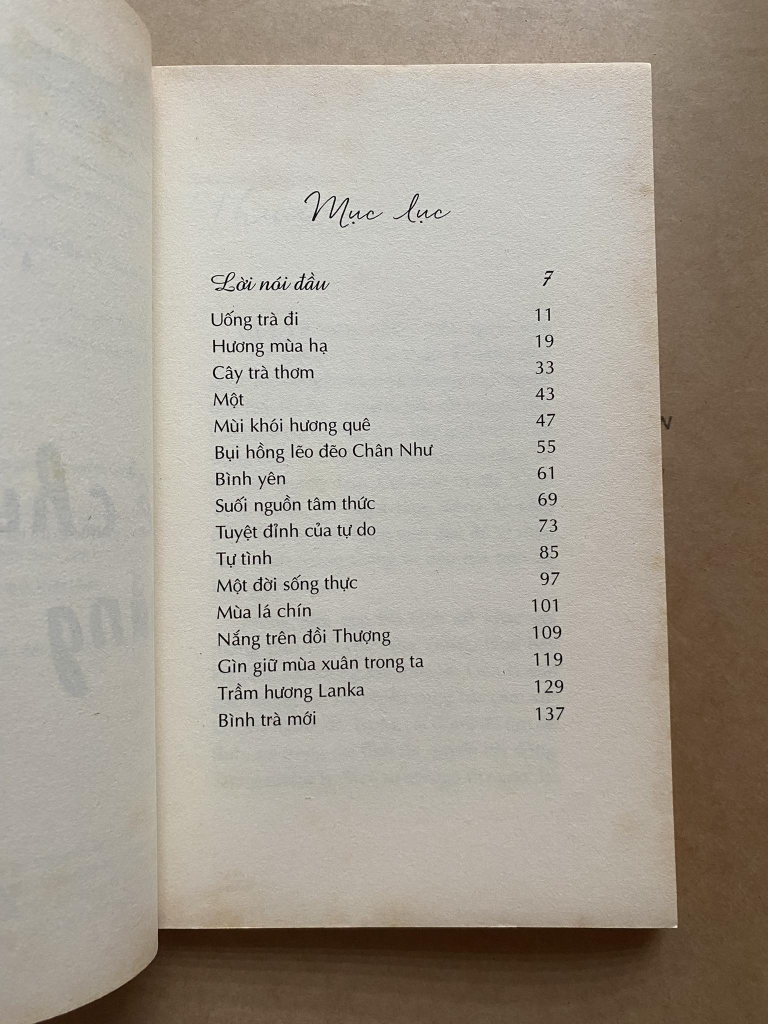 Mục lục
Lời nói đầu 7
Uống trà đi 11
Hương mùa hạ 19
Cây trà thơm 33
Một 43
Mùi khói hương quê 47
Bụi hồng lẽo đẽo Chân Như 55
Bình yên 61
Suối nguồn tâm thức 69
Tuyệt đỉnh của tự do 73
Tự tình 85
Một đời sống thực 97
Mùa lá chín 101
Nắng trên đồi Thượng 109
Gìn giữ mùa xuân trong ta 119
Trầm hương Lanka 129
Bình trà mới 137